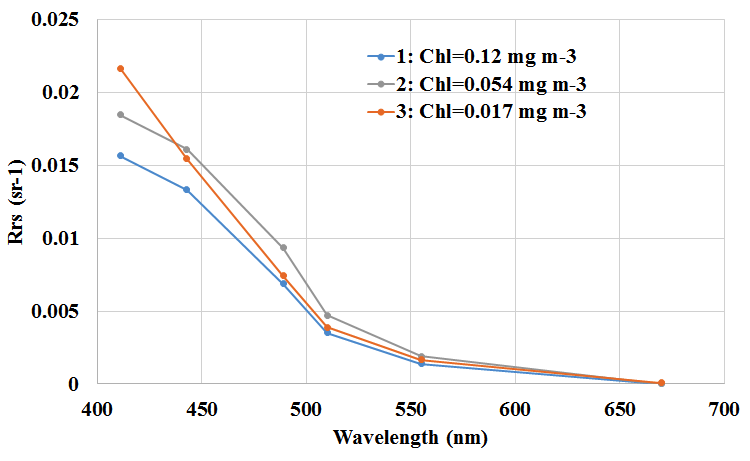 0.025
0.02
0.015
0.01
0.005
0
Rrs (sr-1)
1: Chl=0.12 mg m-3
2: Chl=0.054 mg m-3
3: Chl=0.017 mg m-3
400 450 500 550 600 650 700
Wavelength (nm)